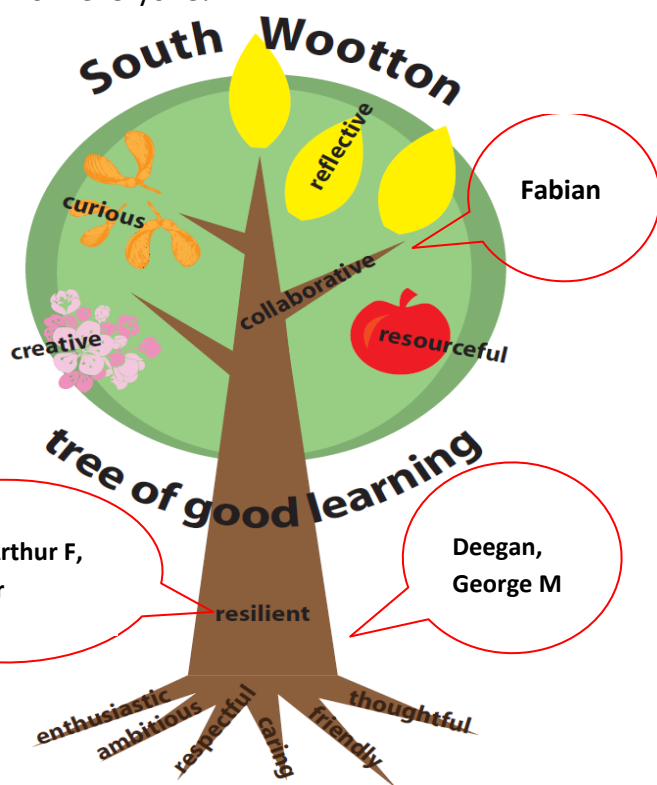 South Wootton
reflective
Fabian
curious
collaborative
creative
resourceful
tree of good learning
Deegan,
George M
resilient
enthusiastic
ambitious
respectful
caring
friendly
thoughtful